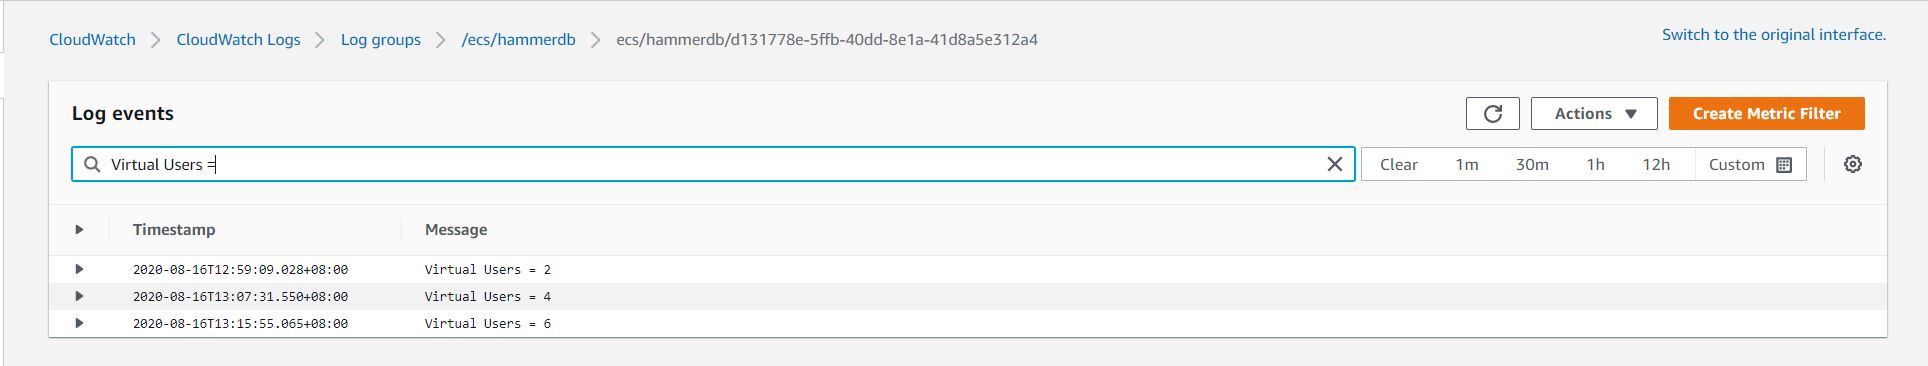 CloudWatch > CloudWatch Logs > Log groups > /ecs/hammerdb > ecs/hammerdb/d131778e-5ffb-40dd-8e1a-41d8a5e312a4
Switch to the original interface.
Log events
Actions
Create Metric Filter
Virtual Users =
Clear 1m 30m 1h 12h Custom
Timestamp Message
2020-08-16T12:59:09.028+08:00 Virtual Users = 2
2020-08-16T13:07:31.550+08:00 Virtual Users = 4
2020-08-16T13:15:55.065+08:00 Virtual Users = 6